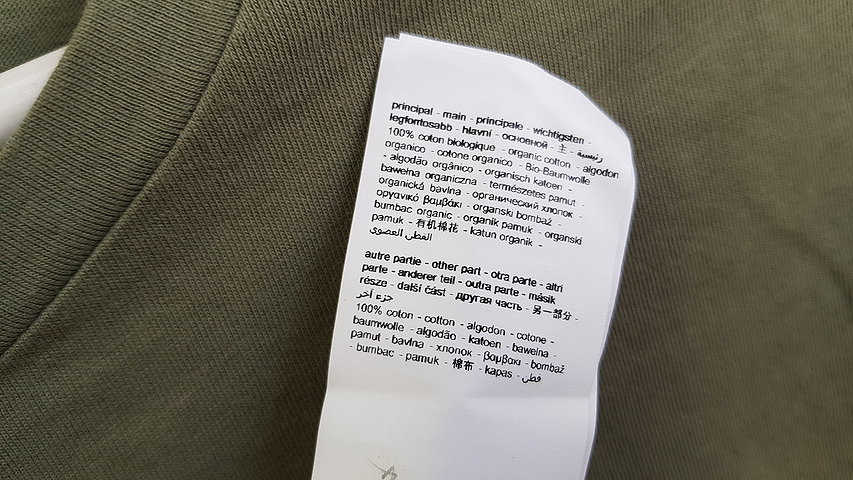 principal - main - principale - wichtigsten -
legfontosabb - hlavní - основной - 主 - رئيسية
100% coton biologique - organic cotton - algodon
organico - cotone organico - Bio-Baumwolle
- algodão orgânico - organisch katoen -
bawełna organiczna - természetes pamut -
organická bavlna - органический хлопок -
οργανικό βαμβάκι - organski bombaž -
bumbac organic - organik pamuk - organski
pamuk - 有机棉花 - katun organik -
القطن العضوي
autre partie - other part - otra parte - altri
parte - anderer teil - outra parte - másik
része - další část - другая часть - 另一部分 -
جزء آخر
100% coton - cotton - algodon - cotone -
baumwolle - algodão - katoen - bawełna -
pamut - bavlna - хлопок - βαμβάκι - bombaž
- bumbac - pamuk - 棉布 - kapas - قطن